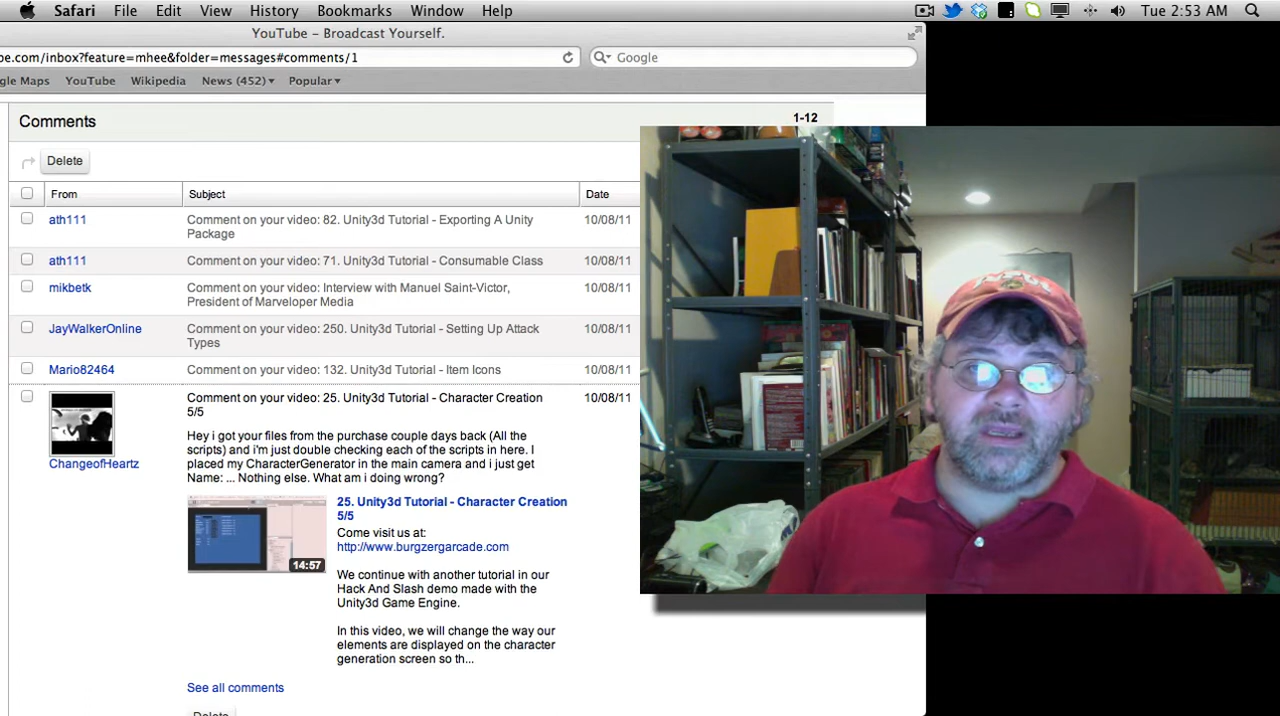 Safari File Edit View History Bookmarks Window Help Tue 2:53 AM
YouTube – Broadcast Yourself.
be.com/inbox?feature=mhee&folder=messages#comments/1 Google
gle Maps YouTube Wikipedia News (452) Popular
Comments 1-12
Delete
From Subject Date
ath111 Comment on your video: 82. Unity3d Tutorial - Exporting A Unity 10/08/11
Package
ath111 Comment on your video: 71. Unity3d Tutorial - Consumable Class 10/08/11
mikbetk Comment on your video: Interview with Manuel Saint-Victor, 10/08/11
President of Marveloper Media
JayWalkerOnline Comment on your video: 250. Unity3d Tutorial - Setting Up Attack 10/08/11
Types
Mario82464 Comment on your video: 132. Unity3d Tutorial - Item Icons 10/08/11
Comment on your video: 25. Unity3d Tutorial - Character Creation 10/08/11
5/5
ChangeofHeartz
Hey i got your files from the purchase couple days back (All the
scripts) and i'm just double checking each of the scripts in here. I
placed my CharacterGenerator in the main camera and i just get
Name: ... Nothing else. What am i doing wrong?
14:57
25. Unity3d Tutorial - Character Creation
5/5
Come visit us at:
http://www.burgzergarcade.com
We continue with another tutorial in our
Hack And Slash demo made with the
Unity3d Game Engine.
In this video, we will change the way our
elements are displayed on the character
generation screen so th...
See all comments
Delete